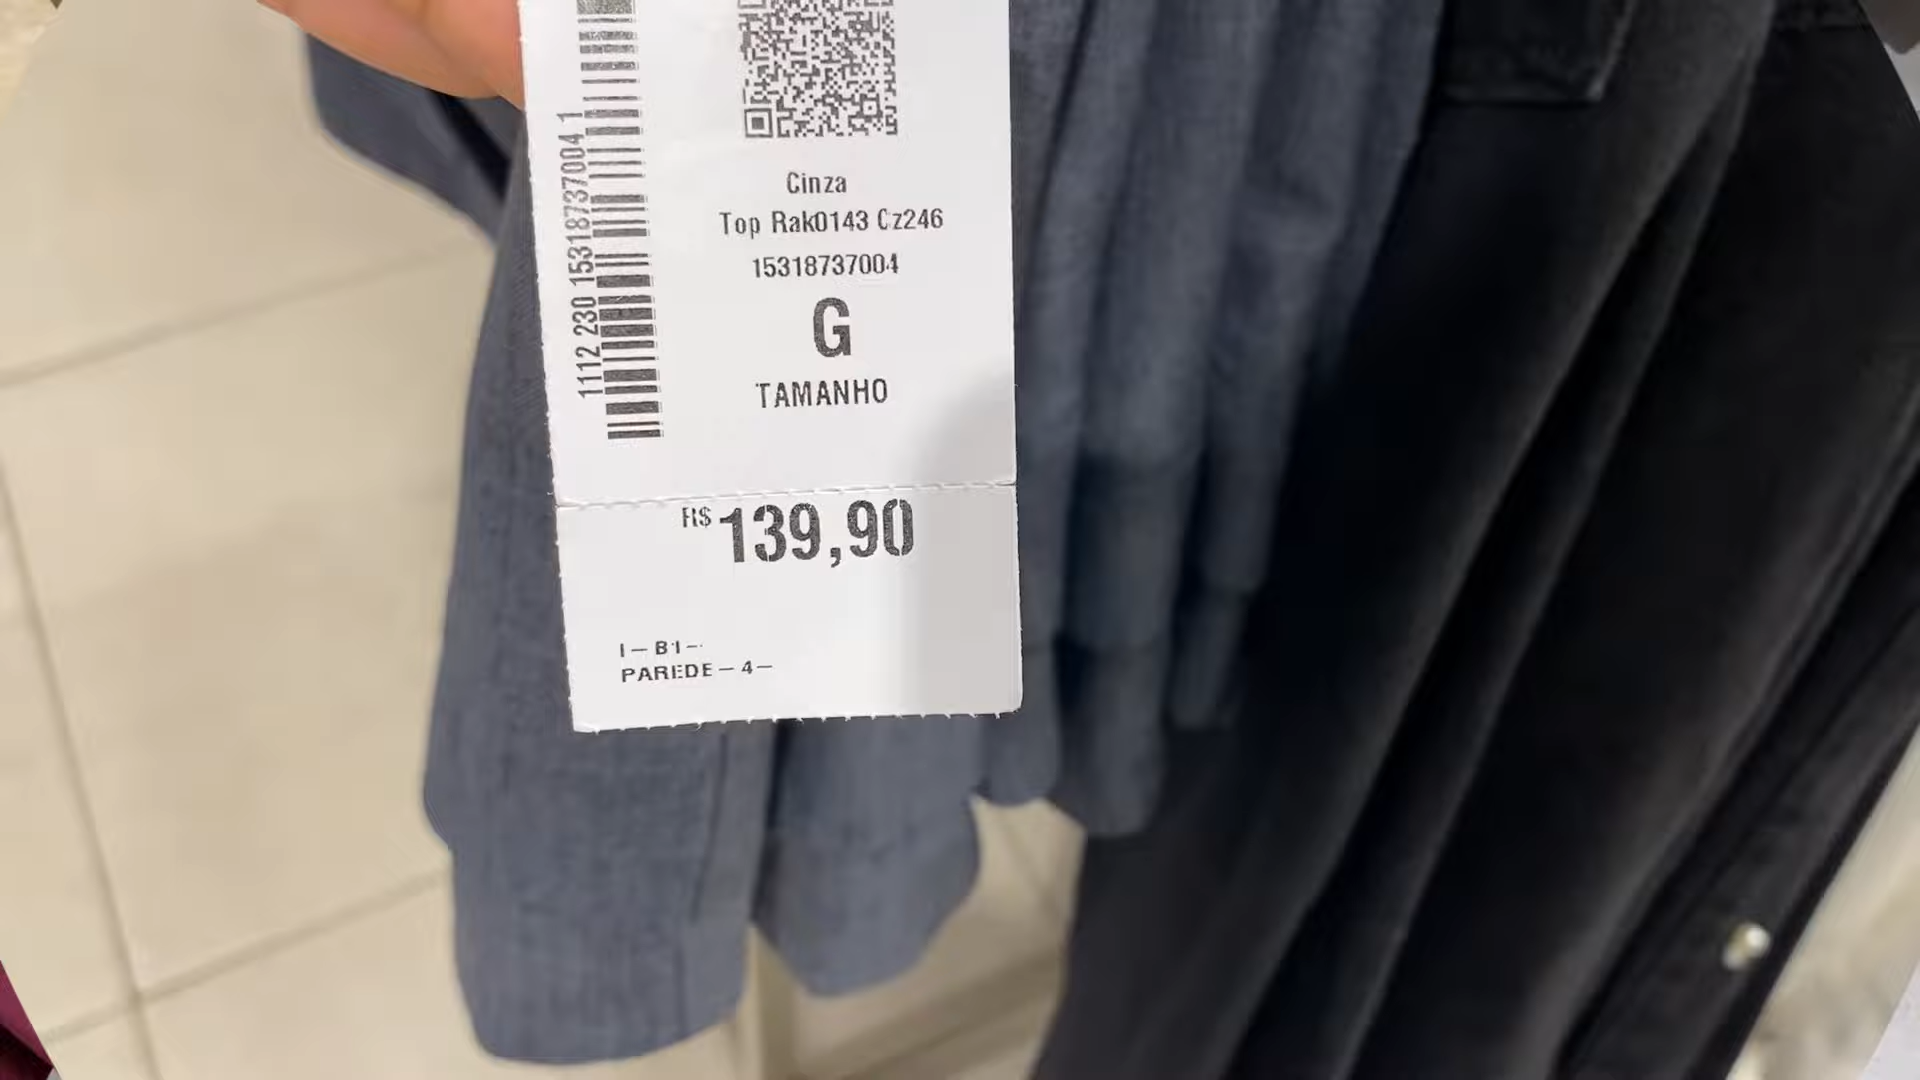 1112 230 15318737004 1
Cinza
Top Rak0143 Cz246
15318737004
G
TAMANHO
R$ 139,90
I-B1-
PAREDE-4-